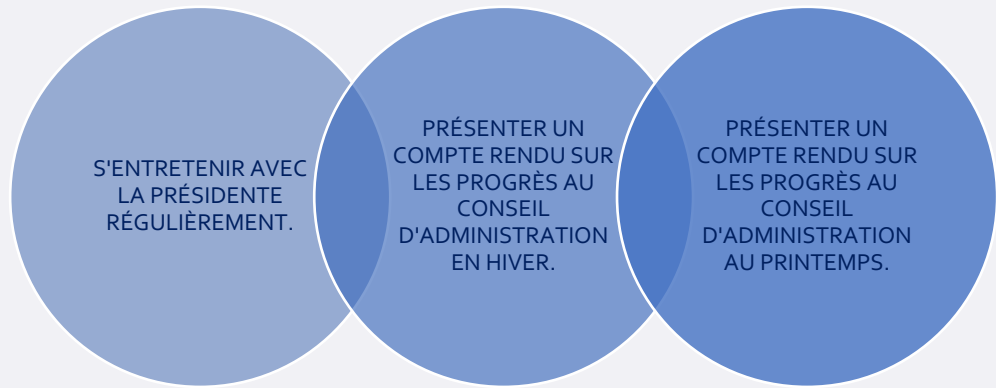 S'ENTRETENIR AVEC
LA PRÉSIDENTE
RÉGULIÈREMENT.
PRÉSENTER UN
COMPTE RENDU SUR
LES PROGRÈS AU
CONSEIL
D'ADMINISTRATION
EN HIVER.
PRÉSENTER UN
COMPTE RENDU SUR
LES PROGRÈS AU
CONSEIL
D'ADMINISTRATION
AU PRINTEMPS.